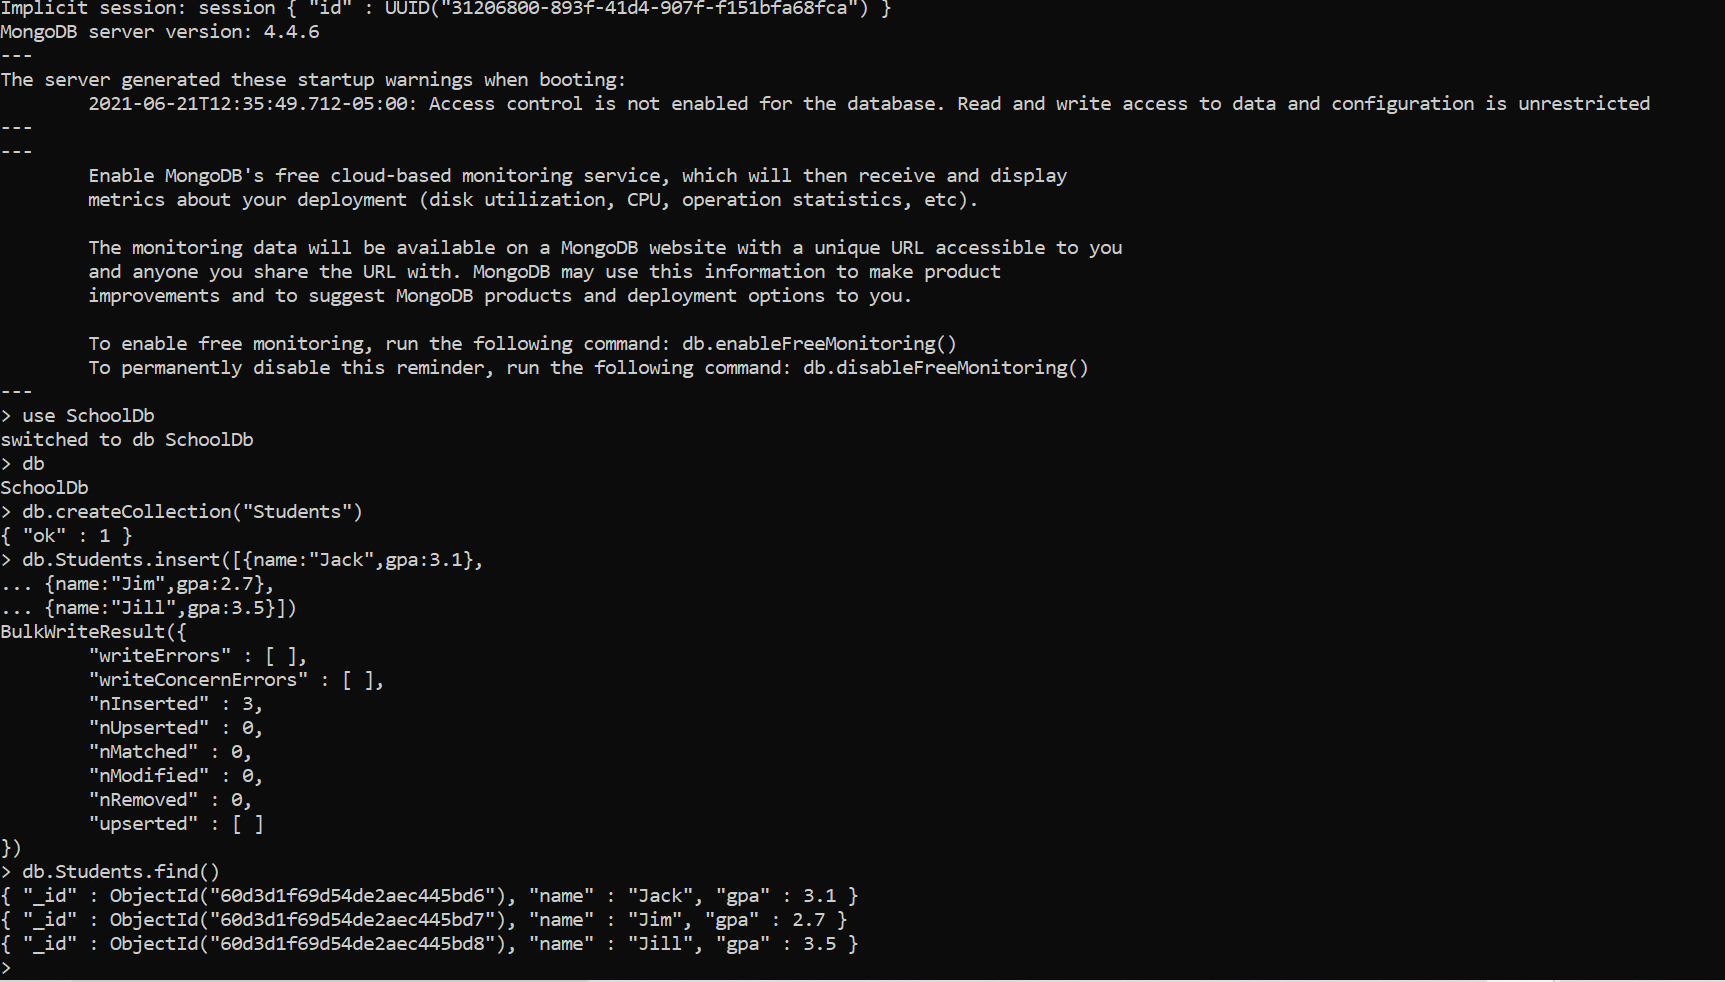 Implicit session: session { "id" : UUID("31206800-893f-41d4-907f-f151bfa68fca") }
MongoDB server version: 4.4.6
---
The server generated these startup warnings when booting:
        2021-06-21T12:35:49.712-05:00: Access control is not enabled for the database. Read and write access to data and configuration is unrestricted
---
---
        Enable MongoDB's free cloud-based monitoring service, which will then receive and display
        metrics about your deployment (disk utilization, CPU, operation statistics, etc).

        The monitoring data will be available on a MongoDB website with a unique URL accessible to you
        and anyone you share the URL with. MongoDB may use this information to make product
        improvements and to suggest MongoDB products and deployment options to you.

        To enable free monitoring, run the following command: db.enableFreeMonitoring()
        To permanently disable this reminder, run the following command: db.disableFreeMonitoring()
---
> use SchoolDb
switched to db SchoolDb
> db
SchoolDb
> db.createCollection("Students")
{ "ok" : 1 }
> db.Students.insert([{name:"Jack",gpa:3.1},
... {name:"Jim",gpa:2.7},
... {name:"Jill",gpa:3.5}])
BulkWriteResult({
        "writeErrors" : [ ],
        "writeConcernErrors" : [ ],
        "nInserted" : 3,
        "nUpserted" : 0,
        "nMatched" : 0,
        "nModified" : 0,
        "nRemoved" : 0,
        "upserted" : [ ]
})
> db.Students.find()
{ "_id" : ObjectId("60d3d1f69d54de2aec445bd6"), "name" : "Jack", "gpa" : 3.1 }
{ "_id" : ObjectId("60d3d1f69d54de2aec445bd7"), "name" : "Jim", "gpa" : 2.7 }
{ "_id" : ObjectId("60d3d1f69d54de2aec445bd8"), "name" : "Jill", "gpa" : 3.5 }
>